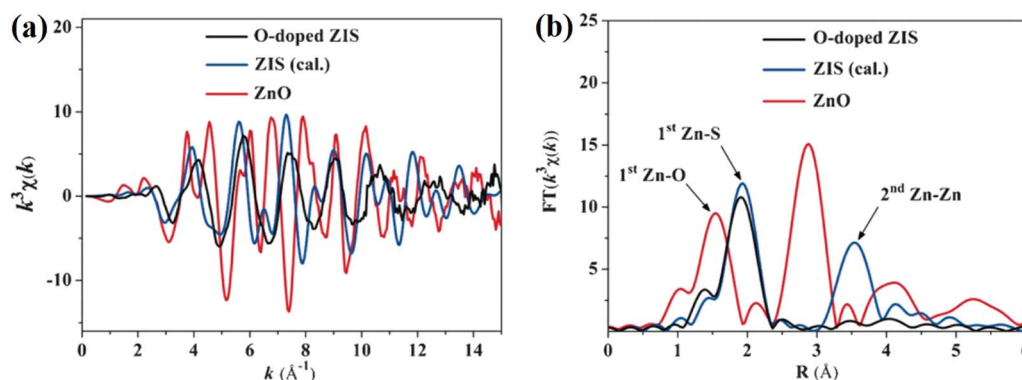 (a)
k³χ(k)
20
10
0
-10
O-doped ZIS
ZIS (cal.)
ZnO
0 2 4 6 8 10 12 14
k (Å⁻¹)
(b)
FT(k³χ(k))
25
20
15
10
5
0
O-doped ZIS
ZIS (cal.)
ZnO
1st Zn-S
1st Zn-O
2nd Zn-Zn
0 1 2 3 4 5 6
R (Å)